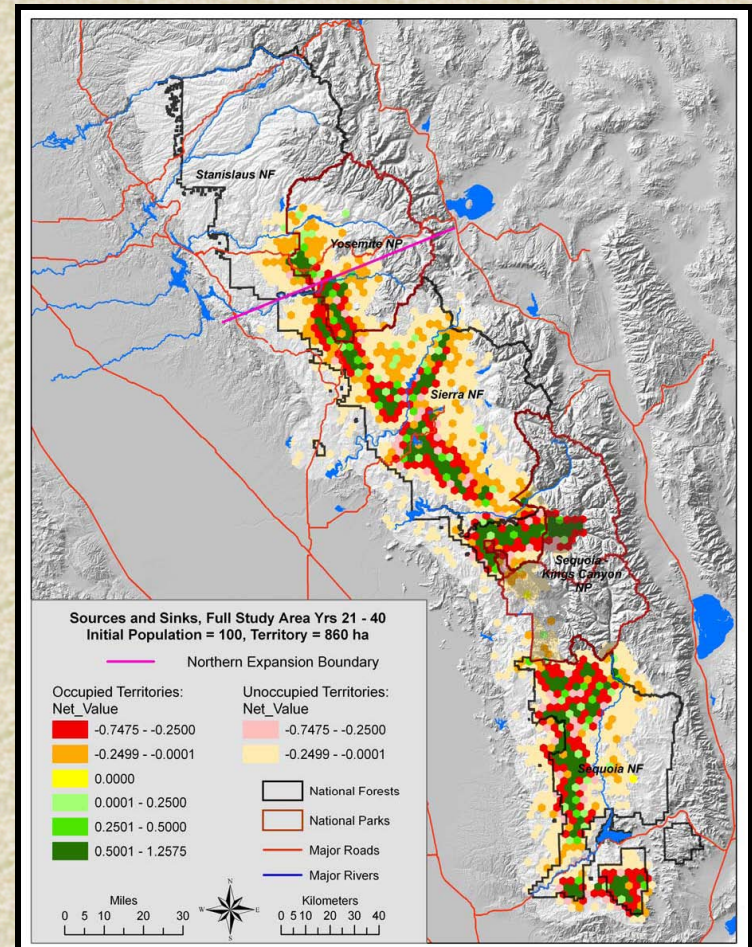 Stanislaus NF
Yosemite NP
Sierra NF
Sequoia -
Kings Canyon
NP
Sequoia NF
Sources and Sinks, Full Study Area Yrs 21 - 40
Initial Population = 100, Territory = 860 ha
Northern Expansion Boundary
Occupied Territories:
Net_Value
-0.7475 - -0.2500
-0.2499 - -0.0001
0.0000
0.0001 - 0.2500
0.2501 - 0.5000
0.5001 - 1.2575
Unoccupied Territories:
Net_Value
-0.7475 - -0.2500
-0.2499 - -0.0001
National Forests
National Parks
Major Roads
Major Rivers
Miles
0 5 10 20 30
N
W E
S
Kilometers
0 5 10 20 30 40